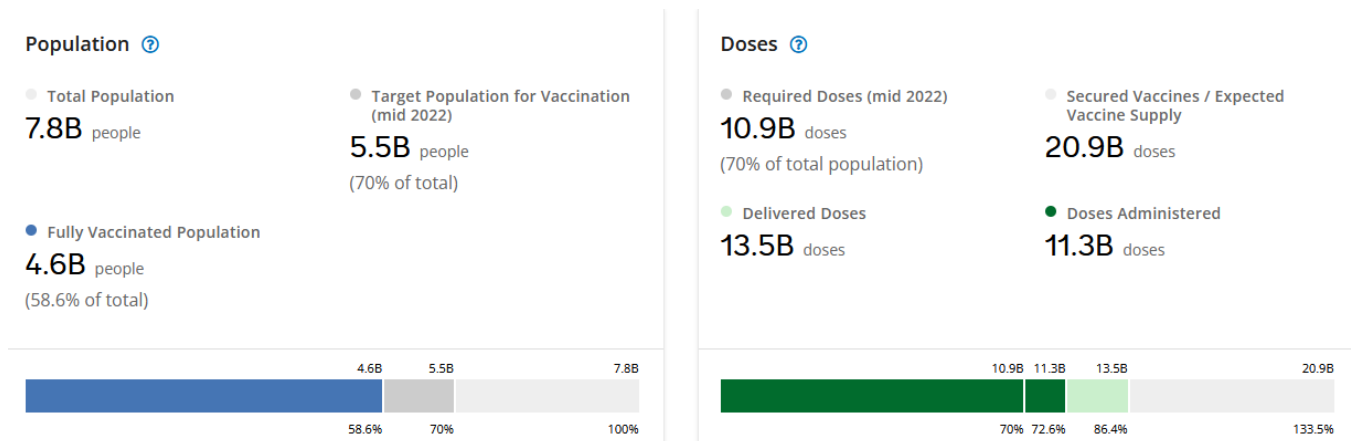 Population ?
Total Population
7.8B people
Target Population for Vaccination
(mid 2022)
5.5B people
(70% of total)
Fully Vaccinated Population
4.6B people
(58.6% of total)
4.6B 5.5B 7.8B
58.6% 70% 100%
Doses ?
Required Doses (mid 2022)
10.9B doses
(70% of total population)
Secured Vaccines / Expected
Vaccine Supply
20.9B doses
Delivered Doses
13.5B doses
Doses Administered
11.3B doses
10.9B 11.3B 13.5B 20.9B
70% 72.6% 86.4% 133.5%